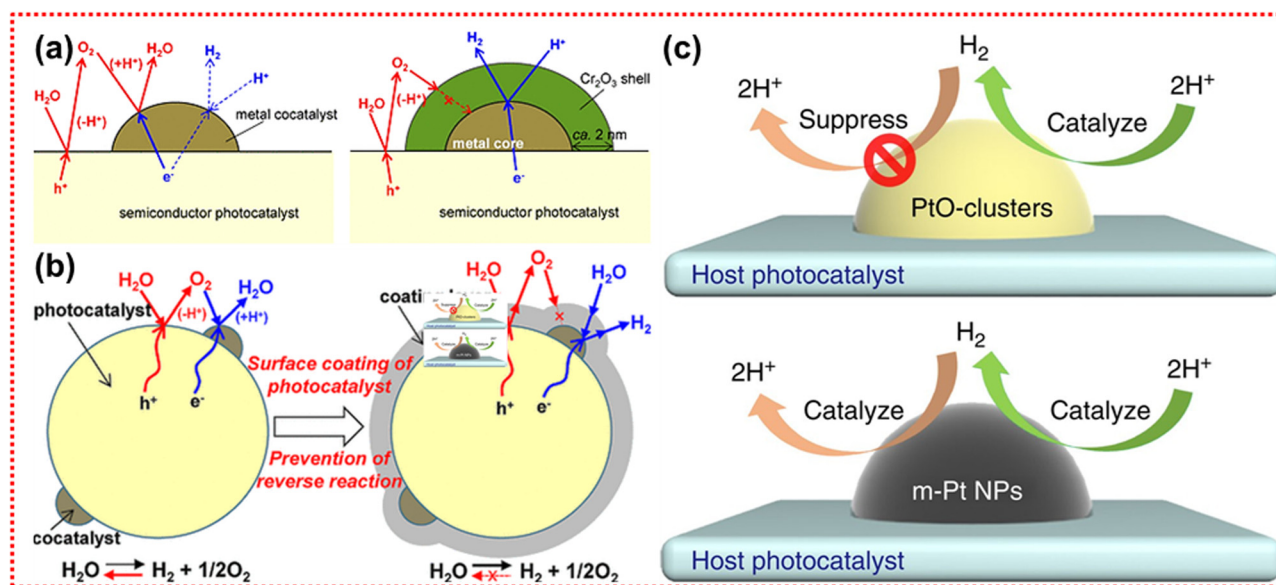 (a)
H₂O
O₂
(+H⁺)
H₂O
(-H⁺)
H₂
H⁺
metal cocatalyst
h⁺
e⁻
semiconductor photocatalyst
H₂O
O₂
(-H⁺)
×
H₂
H⁺
Cr₂O₃ shell
ca. 2 nm
metal core
h⁺
e⁻
semiconductor photocatalyst
(b)
H₂O
O₂
H₂O
photocatalyst
(-H⁺)
(+H⁺)
h⁺
e⁻
cocatalyst
H₂O ⟶ H₂ + 1/2O₂
Surface coating of
photocatalyst
Prevention of
reverse reaction
H₂O
O₂
H₂O
coati
×
H₂
h⁺
e⁻
H₂O ⟶ H₂ + 1/2O₂
×
(c)
H₂
2H⁺
Suppress
Catalyze
2H⁺
PtO-clusters
Host photocatalyst
H₂
2H⁺
Catalyze
Catalyze
2H⁺
m-Pt NPs
Host photocatalyst